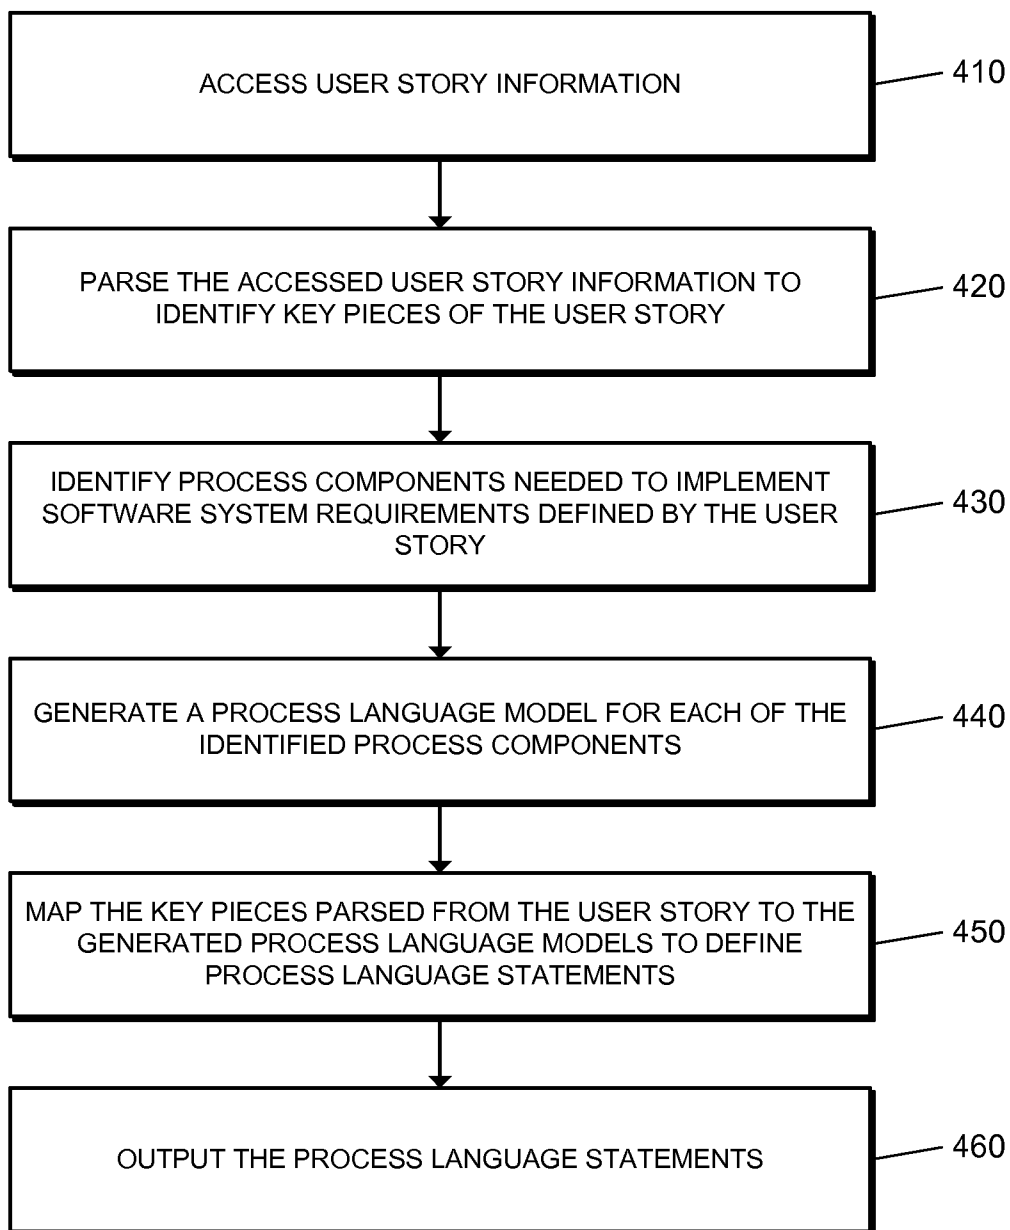 ACCESS USER STORY INFORMATION
410
PARSE THE ACCESSED USER STORY INFORMATION TO
IDENTIFY KEY PIECES OF THE USER STORY
420
IDENTIFY PROCESS COMPONENTS NEEDED TO IMPLEMENT
SOFTWARE SYSTEM REQUIREMENTS DEFINED BY THE USER
STORY
430
GENERATE A PROCESS LANGUAGE MODEL FOR EACH OF THE
IDENTIFIED PROCESS COMPONENTS
440
MAP THE KEY PIECES PARSED FROM THE USER STORY TO THE
GENERATED PROCESS LANGUAGE MODELS TO DEFINE
PROCESS LANGUAGE STATEMENTS
450
OUTPUT THE PROCESS LANGUAGE STATEMENTS
460